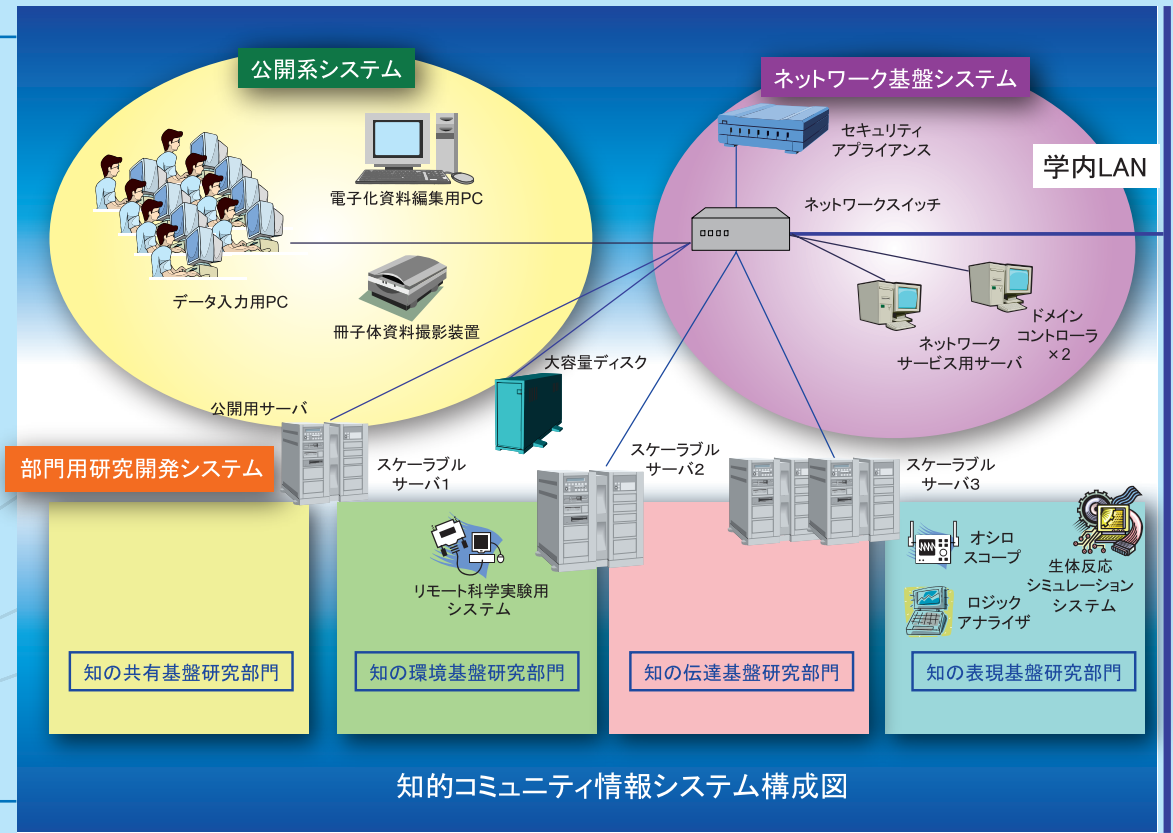 公開系システム
ネットワーク基盤システム
セキュリティ
アプライアンス
学内LAN
電子化資料編集用PC
ネットワークスイッチ
データ入力用PC
冊子体資料撮影装置
ドメイン
コントローラ
×2
ネットワーク
サービス用サーバ
大容量ディスク
公開用サーバ
部門用研究開発システム
スケーラブル
サーバ1
スケーラブル
サーバ2
スケーラブル
サーバ3
リモート科学実験用
システム
オシロ
スコープ
生体反応
シミュレーション
システム
ロジック
アナライザ
知の共有基盤研究部門
知の環境基盤研究部門
知の伝達基盤研究部門
知の表現基盤研究部門
知的コミュニティ情報システム構成図